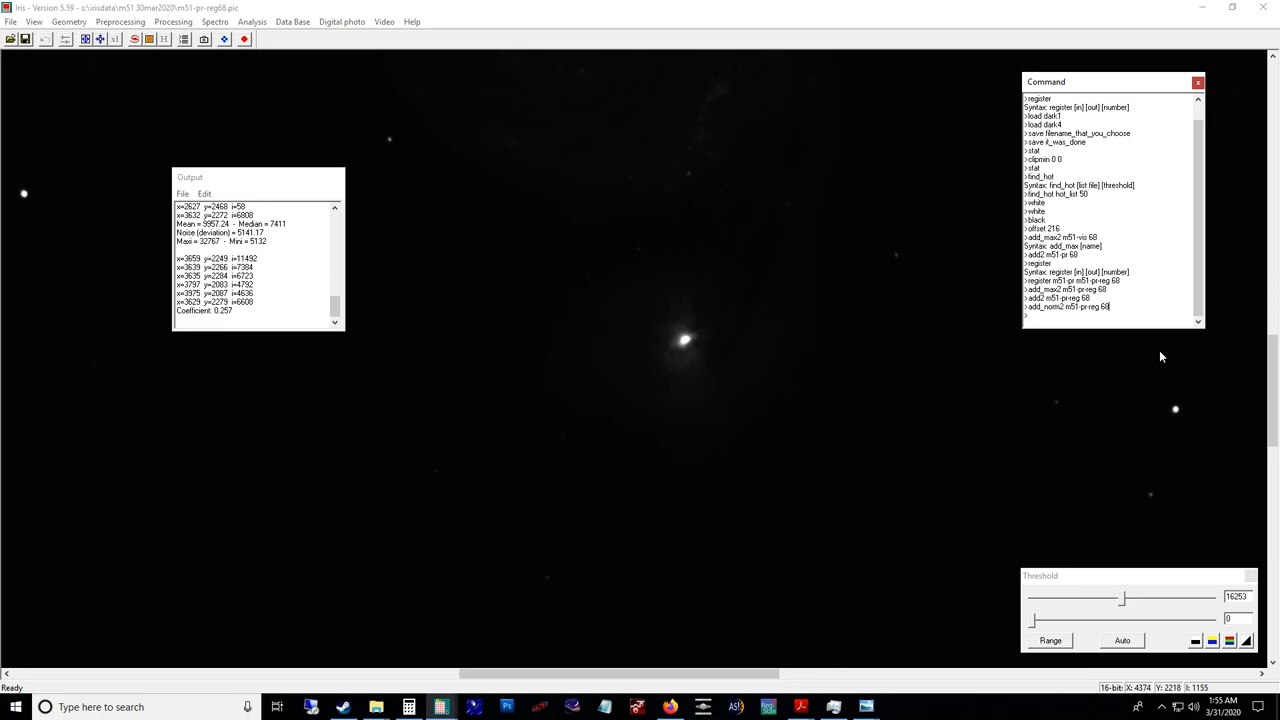 Iris - Version 5.59 - s:\irisdata\m51 30mar2020\m51-pr-reg68.pic
File View Geometry Preprocessing Processing Spectro Analysis Data Base Digital photo Video Help
x1
H
Command
>register
Syntax: register [in] [out] [number]
>load dark1
>load dark4
>save filename_that_you_choose
>save it_was_done
>stat
>clipmin 0 0
>stat
>find_hot
Syntax: find_hot [list file] [threshold]
>find_hot hot_list 50
>white
>white
>black
>offset 216
>add_max2 m51-vis 68
Syntax: add_max [name]
>add2 m51-pr 68
>register
Syntax: register [in] [out] [number]
>register m51-pr m51-pr-reg 68
>add_max2 m51-pr-reg 68
>add2 m51-pr-reg 68
>add_norm2 m51-pr-reg 68
>
Output
File Edit
x=2627 y=2468 i=58
x=3632 y=2272 i=6808
Mean = 9957.24 - Median = 7411
Noise (deviation) = 5141.17
Maxi = 32767 - Mini = 5132
x=3659 y=2249 i=11492
x=3639 y=2266 i=7384
x=3635 y=2284 i=6723
x=3797 y=2083 i=4792
x=3975 y=2087 i=4636
x=3629 y=2279 i=6608
Coefficient: 0.257
Threshold
16253
0
Range Auto
Ready
16-bit: X: 4374 Y: 2218 I: 1155
Type here to search
1:55 AM
3/31/2020